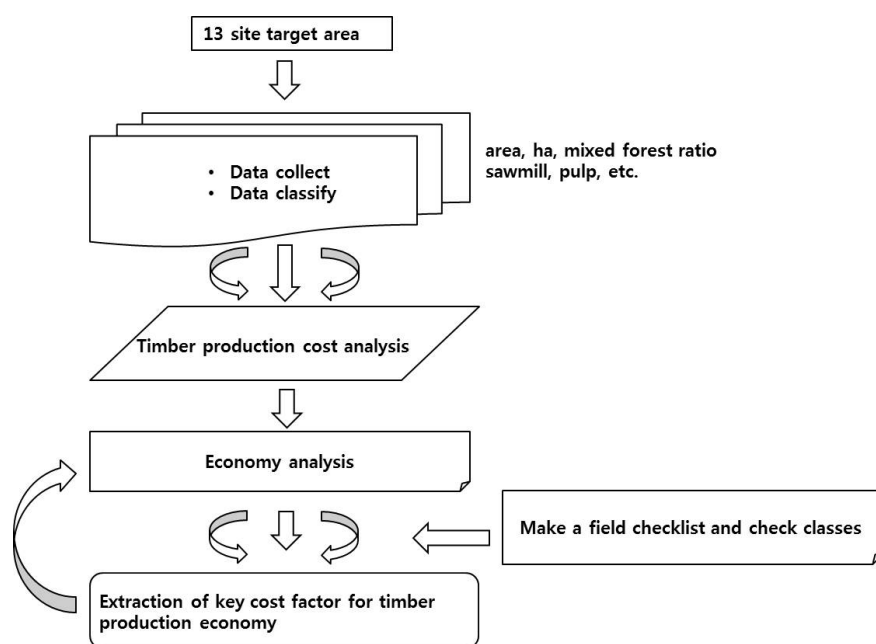 13 site target area
• Data collect
• Data classify
area, ha, mixed forest ratio
sawmill, pulp, etc.
Timber production cost analysis
Economy analysis
Make a field checklist and check classes
Extraction of key cost factor for timber
production economy